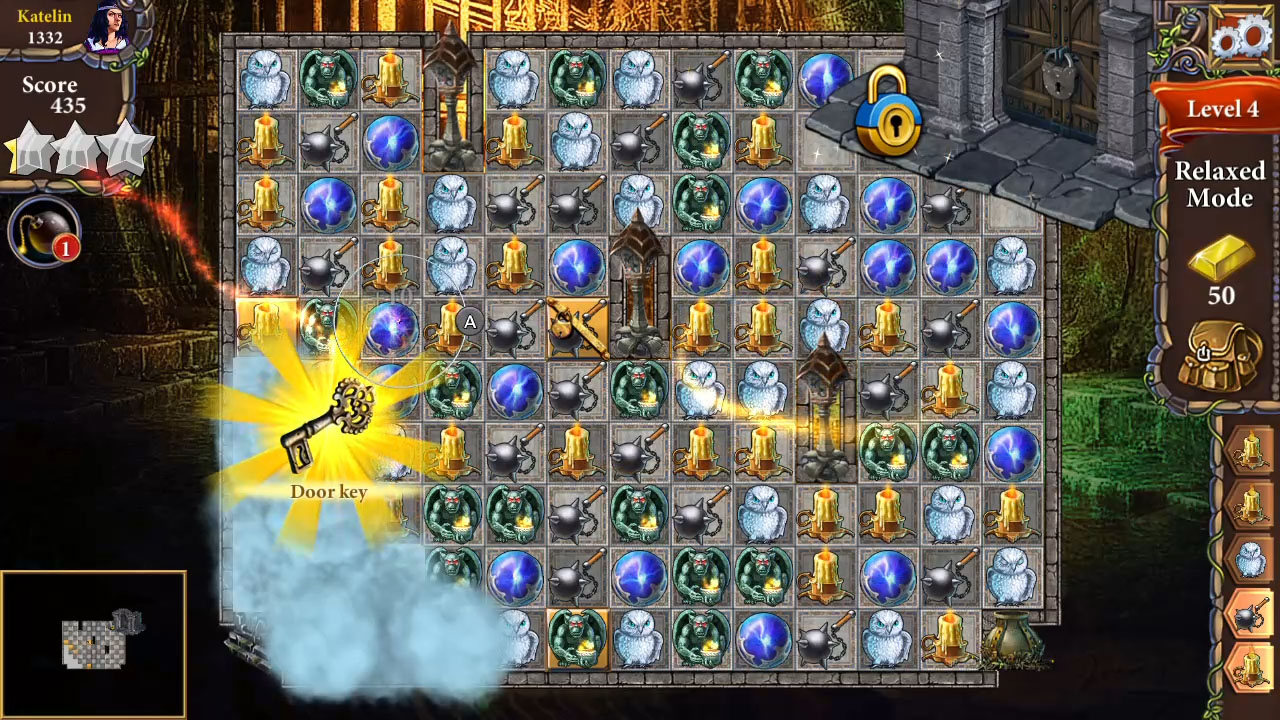 Katelin
1332
Score
435
1
A
Door key
Level 4
Relaxed
Mode
50